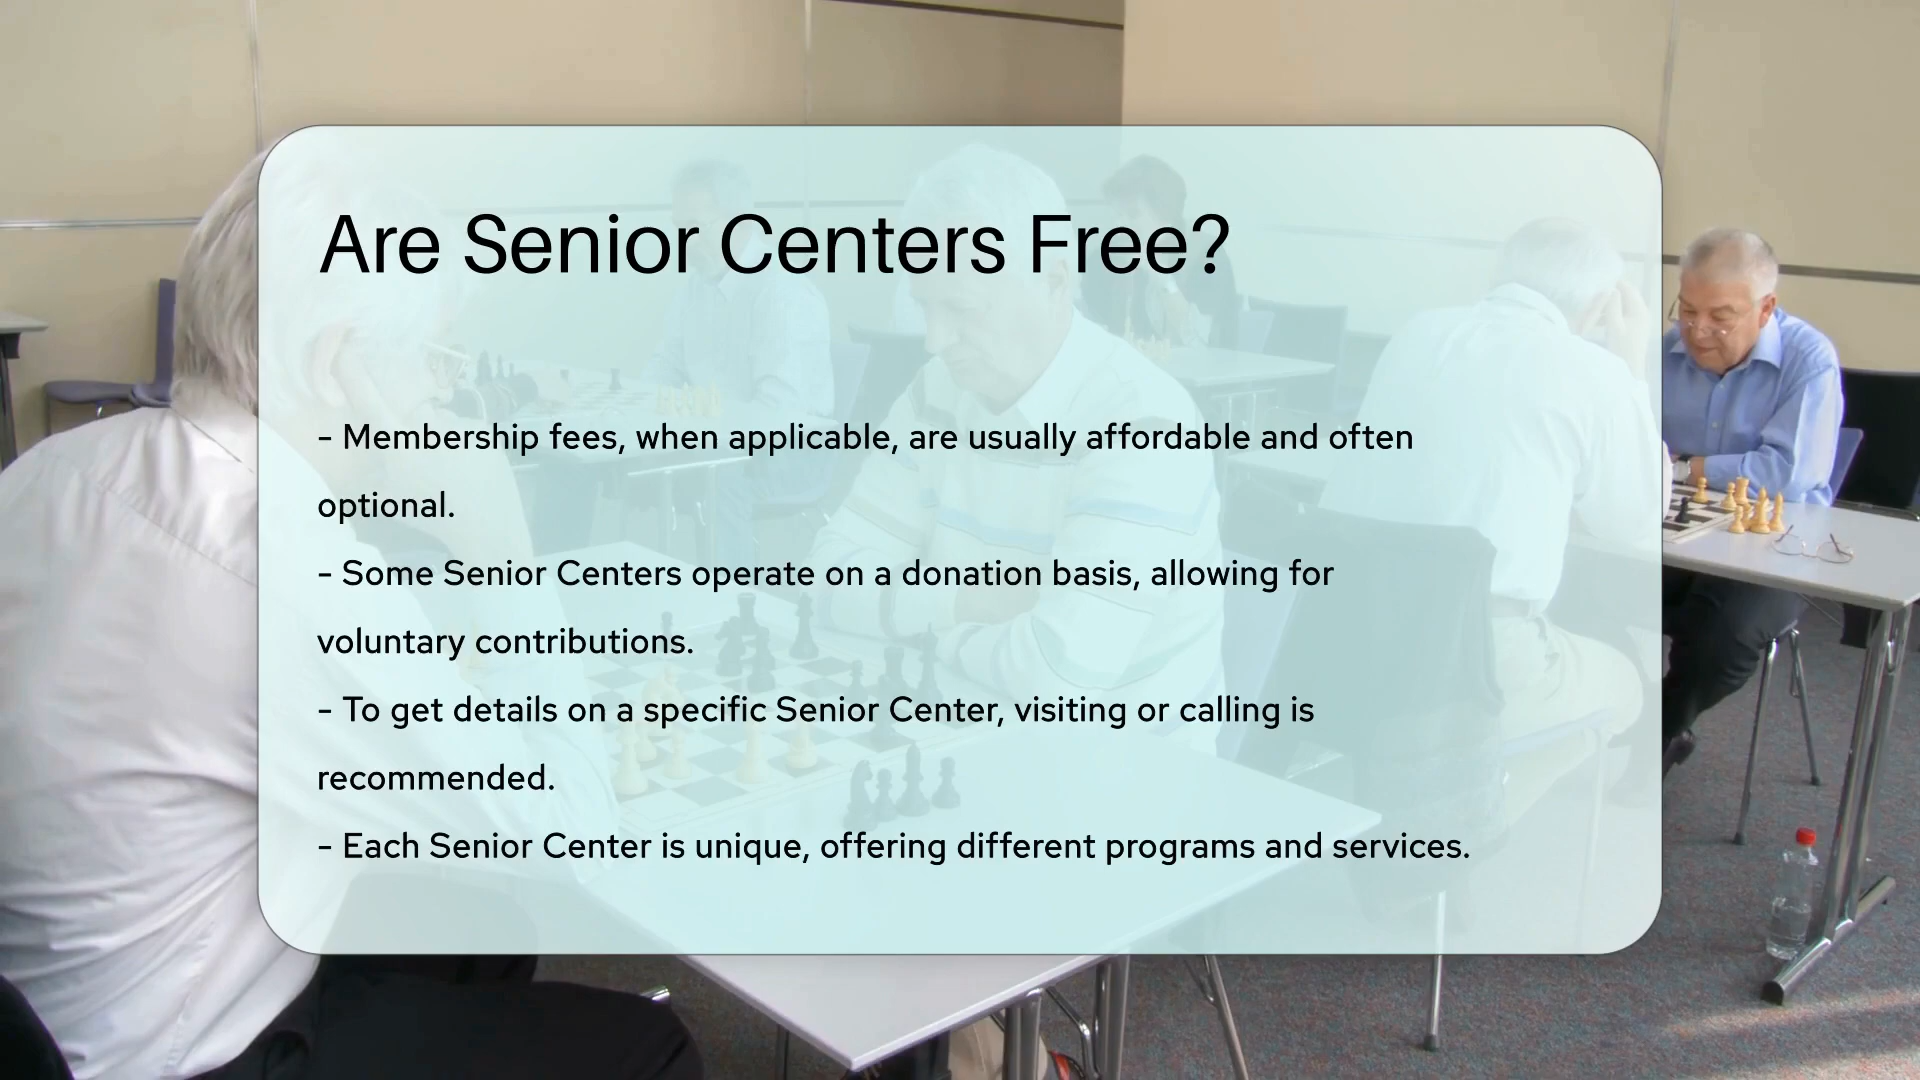 Are Senior Centers Free?
- Membership fees, when applicable, are usually affordable and often
optional.
- Some Senior Centers operate on a donation basis, allowing for
voluntary contributions.
- To get details on a specific Senior Center, visiting or calling is
recommended.
- Each Senior Center is unique, offering different programs and services.